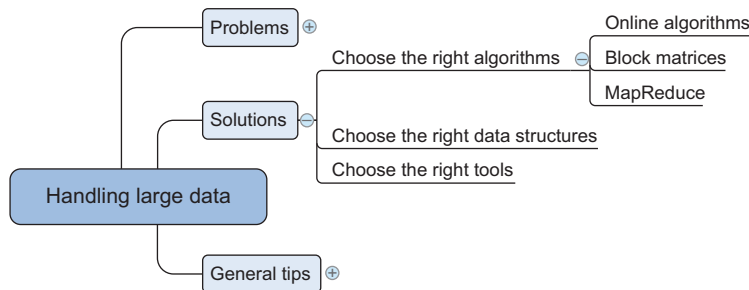 Problems
Online algorithms
Choose the right algorithms
Block matrices
MapReduce
Solutions
Choose the right data structures
Choose the right tools
Handling large data
General tips